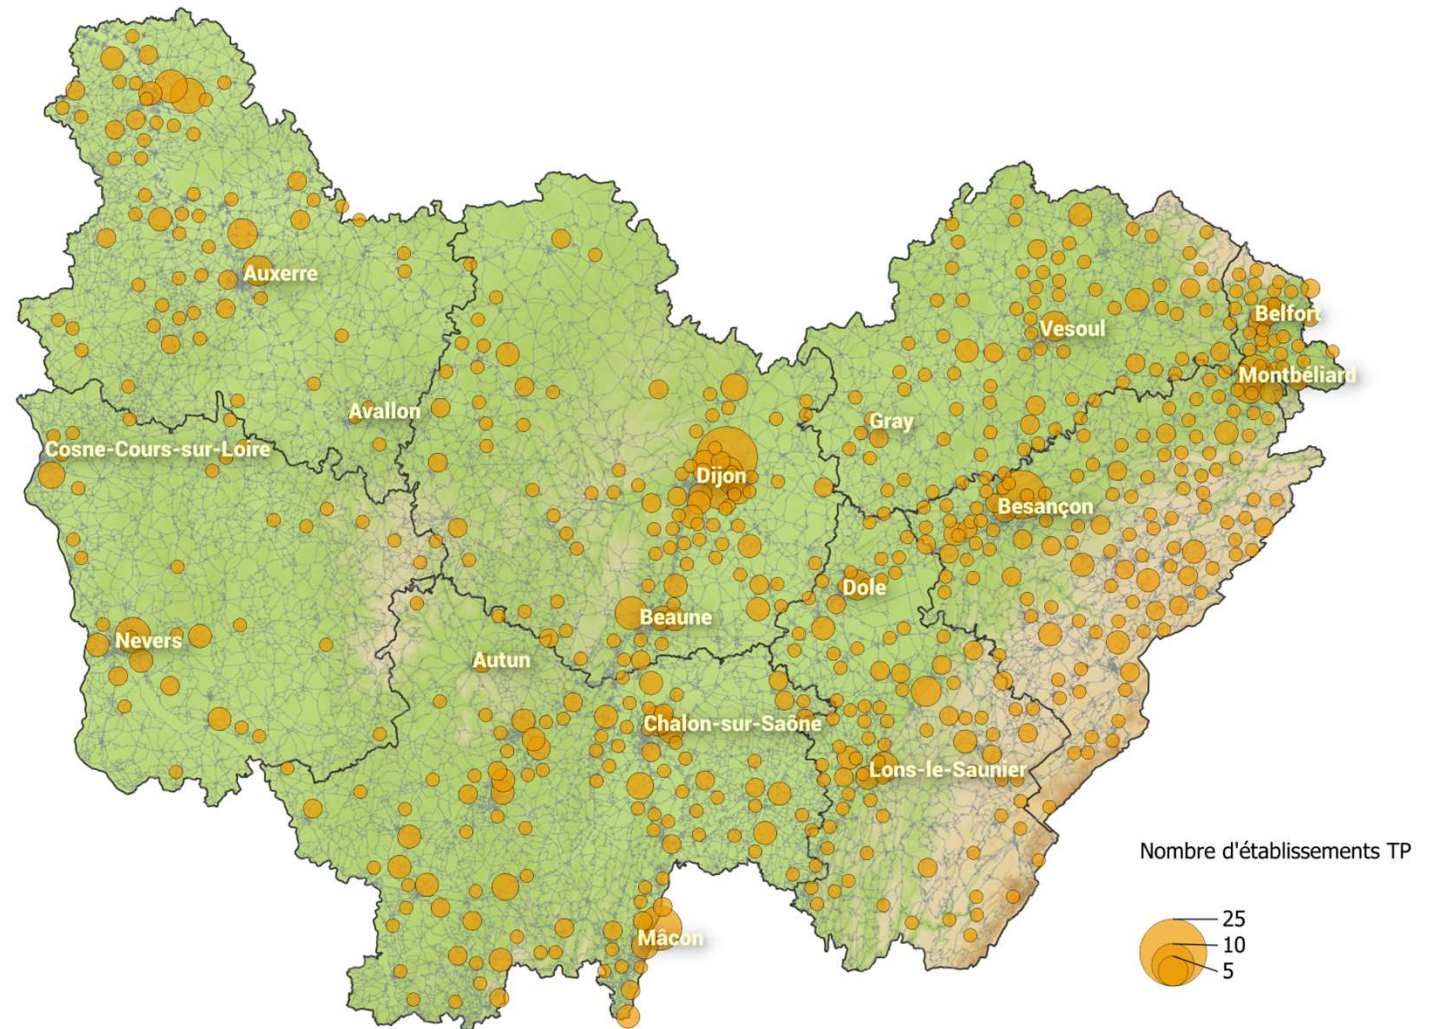 Auxerre
Belfort
Vesoul
Montbéliard
Avallon
Gray
Cosne-Cours-sur-Loire
Dijon
Besançon
Dole
Beaune
Nevers
Autun
Chalon-sur-Saône
Lons-le-Saunier
Nombre d'établissements TP
25
Mâcon
10
5